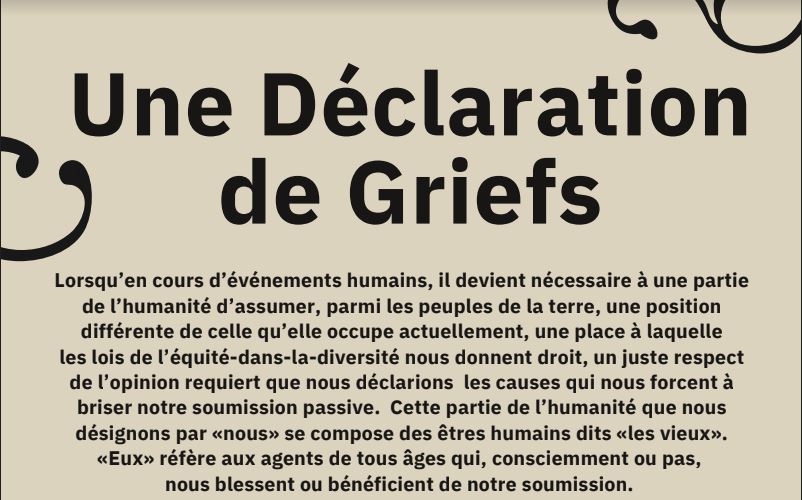 Une Déclaration
de Griefs
Lorsqu’en cours d’événements humains, il devient nécessaire à une partie
de l’humanité d’assumer, parmi les peuples de la terre, une position
différente de celle qu’elle occupe actuellement, une place à laquelle
les lois de l’équité-dans-la-diversité nous donnent droit, un juste respect
de l’opinion requiert que nous déclarions  les causes qui nous forcent à
briser notre soumission passive.  Cette partie de l’humanité que nous
désignons par «nous» se compose des êtres humains dits «les vieux».
«Eux» réfère aux agents de tous âges qui, consciemment ou pas,
nous blessent ou bénéficient de notre soumission.